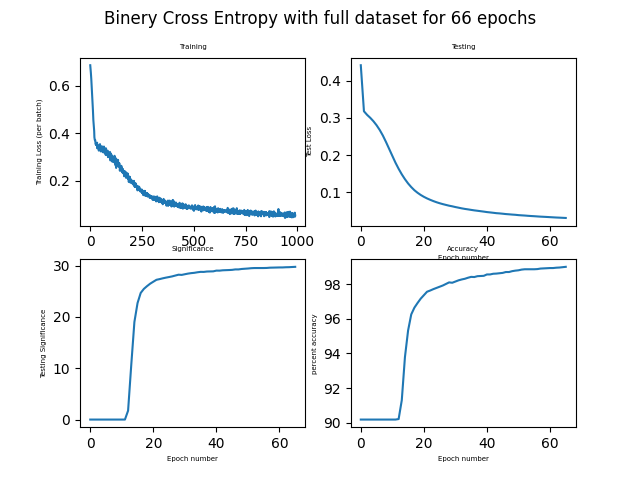 Binery Cross Entropy with full dataset for 66 epochs
Training
Testing
Training Loss (per batch)
0.6
0.4
0.2
0 250 500 750 1000
Test Loss
0.4
0.3
0.2
0.1
0 20 40 60
Epoch number
Significance
Accuracy
Testing Significance
30
20
10
0
0 20 40 60
Epoch number
percent accuracy
98
96
94
92
90
0 20 40 60
Epoch number